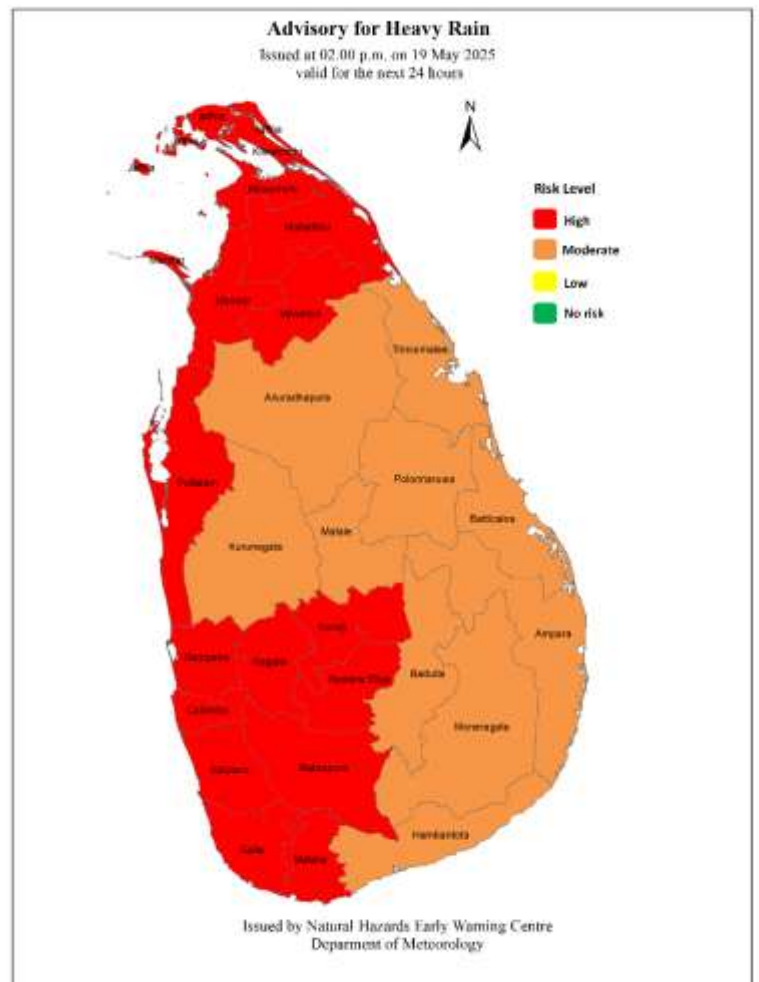 Advisory for Heavy Rain
Issued at 02.00 p.m. on 19 May 2025
valid for the next 24 hours
N
Risk Level
High
Moderate
Low
No risk
Jaffna
Mullaitivu
Mannar
Vavuniya
Trincomalee
Anuradhapura
Puttalam
Polonnaruwa
Batticaloa
Kurunegala
Matale
Kandy
Ampara
Gampaha
Kegalle
Nuwara Eliya
Badulla
Colombo
Moneragala
Kalutara
Ratnapura
Hambantota
Galle
Matara
Issued by Natural Hazards Early Warning Centre
Deparment of Meteorology